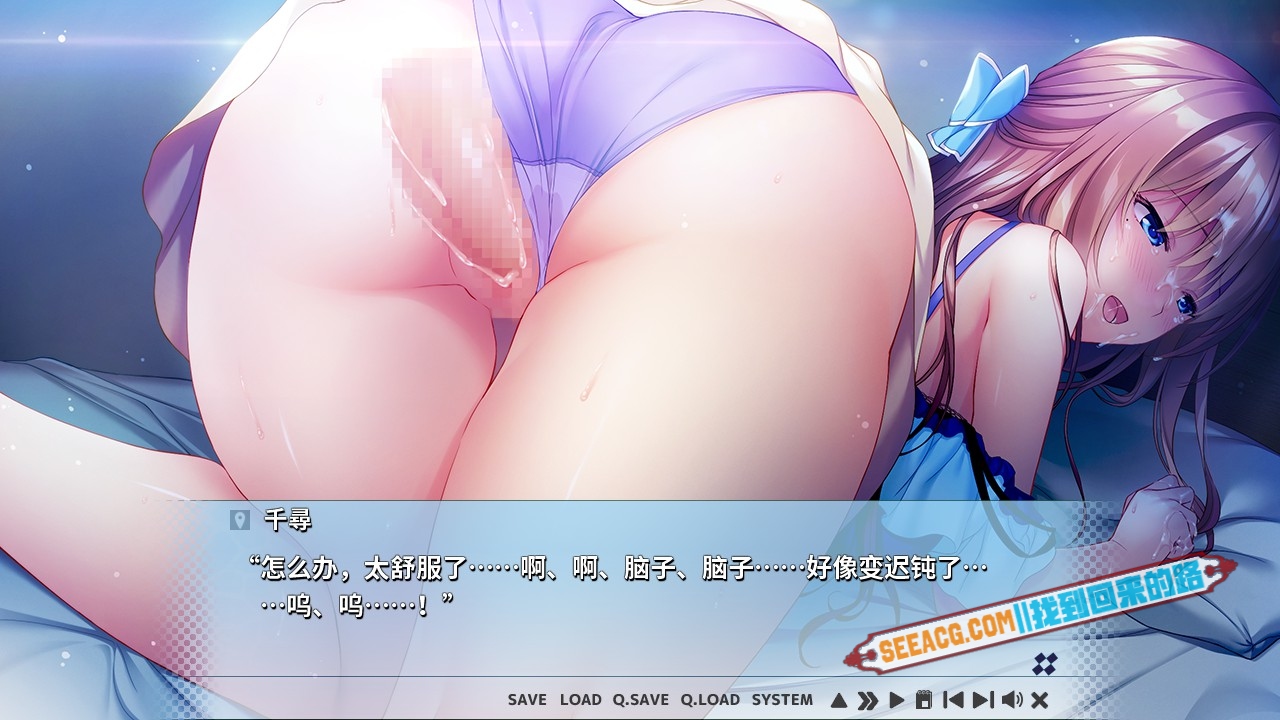 千尋
“怎么办，太舒服了……啊、啊、脑子、脑子……好像变迟钝了…
…呜、呜……！”
SEEACG.COM||找到回来的路
SAVE LOAD Q.SAVE Q.LOAD SYSTEM